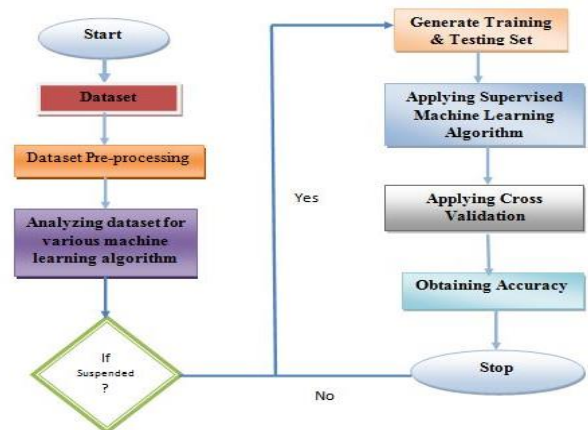 Start
Dataset
Dataset Pre-processing
Analyzing dataset for
various machine
learning algorithm
If
Suspended
?
Yes
No
Generate Training
& Testing Set
Applying Supervised
Machine Learning
Algorithm
Applying Cross
Validation
Obtaining Accuracy
Stop